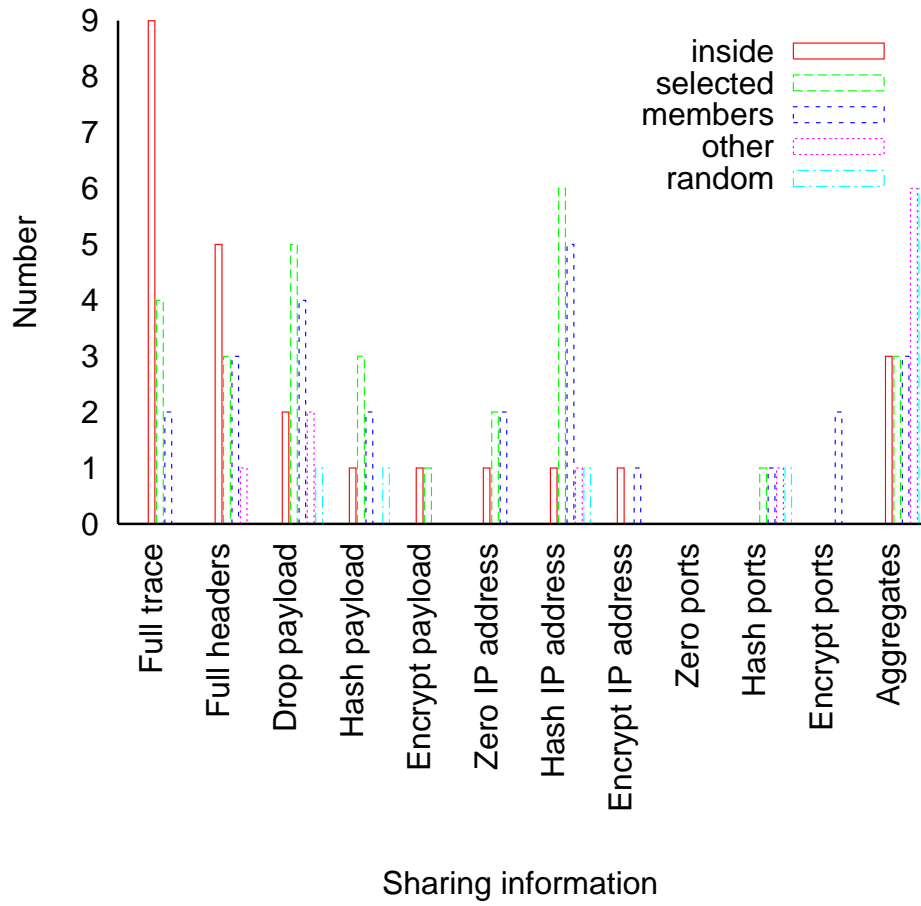 9
8
7
6
5
4
3
2
1
0
Number
inside
selected
members
other
random
Full trace
Full headers
Drop payload
Hash payload
Encrypt payload
Zero IP address
Hash IP address
Encrypt IP address
Zero ports
Hash ports
Encrypt ports
Aggregates
Sharing information